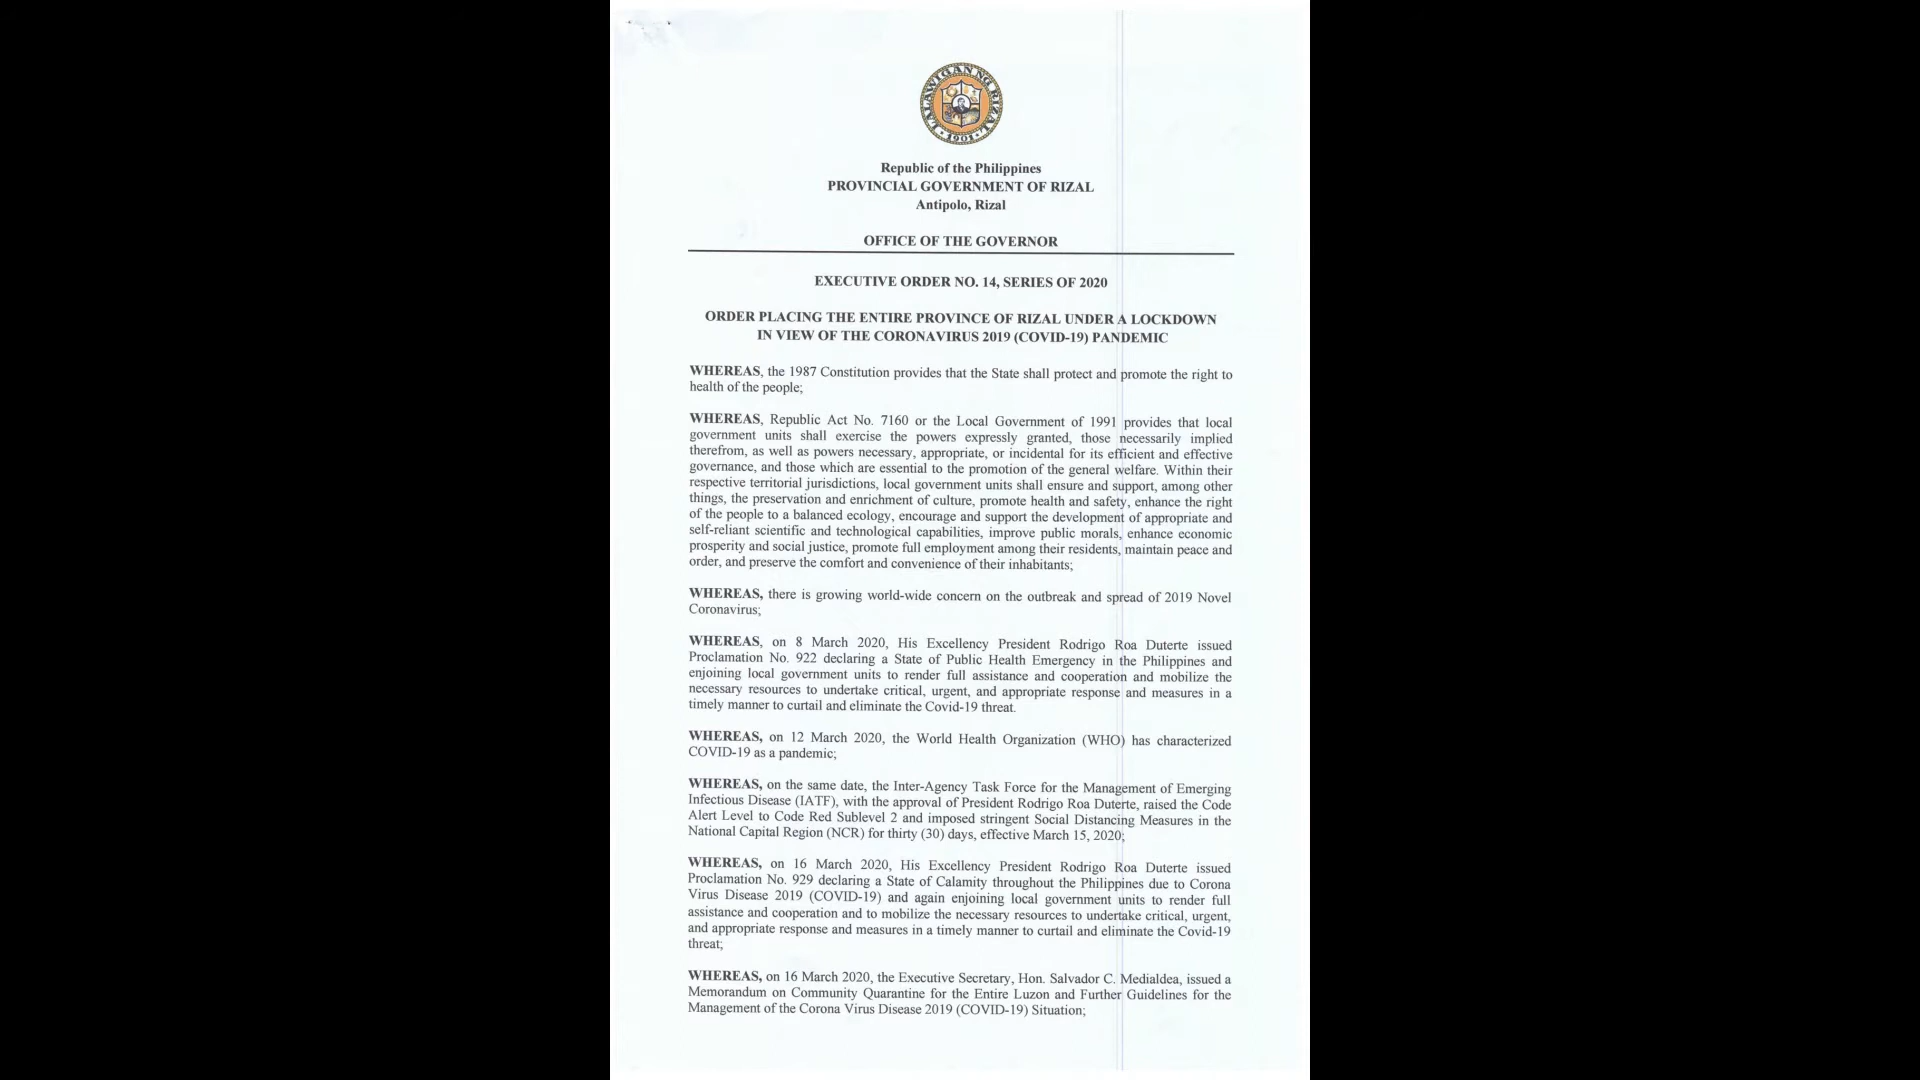 LALAWIGAN NG RIZAL
1901
Republic of the Philippines
PROVINCIAL GOVERNMENT OF RIZAL
Antipolo, Rizal
OFFICE OF THE GOVERNOR
EXECUTIVE ORDER NO. 14, SERIES OF 2020
ORDER PLACING THE ENTIRE PROVINCE OF RIZAL UNDER A LOCKDOWN
IN VIEW OF THE CORONAVIRUS 2019 (COVID-19) PANDEMIC
WHEREAS, the 1987 Constitution provides that the State shall protect and promote the right to
health of the people;
WHEREAS, Republic Act No. 7160 or the Local Government of 1991 provides that local
government units shall exercise the powers expressly granted, those necessarily implied
therefrom, as well as powers necessary, appropriate, or incidental for its efficient and effective
governance, and those which are essential to the promotion of the general welfare. Within their
respective territorial jurisdictions, local government units shall ensure and support, among other
things, the preservation and enrichment of culture, promote health and safety, enhance the right
of the people to a balanced ecology, encourage and support the development of appropriate and
self-reliant scientific and technological capabilities, improve public morals, enhance economic
prosperity and social justice, promote full employment among their residents, maintain peace and
order, and preserve the comfort and convenience of their inhabitants;
WHEREAS, there is growing world-wide concern on the outbreak and spread of 2019 Novel
Coronavirus;
WHEREAS, on 8 March 2020, His Excellency President Rodrigo Roa Duterte issued
Proclamation No. 922 declaring a State of Public Health Emergency in the Philippines and
enjoining local government units to render full assistance and cooperation and mobilize the
necessary resources to undertake critical, urgent, and appropriate response and measures in a
timely manner to curtail and eliminate the Covid-19 threat.
WHEREAS, on 12 March 2020, the World Health Organization (WHO) has characterized
COVID-19 as a pandemic;
WHEREAS, on the same date, the Inter-Agency Task Force for the Management of Emerging
Infectious Disease (IATF), with the approval of President Rodrigo Roa Duterte, raised the Code
Alert Level to Code Red Sublevel 2 and imposed stringent Social Distancing Measures in the
National Capital Region (NCR) for thirty (30) days, effective March 15, 2020;
WHEREAS, on 16 March 2020, His Excellency President Rodrigo Roa Duterte issued
Proclamation No. 929 declaring a State of Calamity throughout the Philippines due to Corona
Virus Disease 2019 (COVID-19) and again enjoining local government units to render full
assistance and cooperation and to mobilize the necessary resources to undertake critical, urgent,
and appropriate response and measures in a timely manner to curtail and eliminate the Covid-19
threat;
WHEREAS, on 16 March 2020, the Executive Secretary, Hon. Salvador C. Medialdea, issued a
Memorandum on Community Quarantine for the Entire Luzon and Further Guidelines for the
Management of the Corona Virus Disease 2019 (COVID-19) Situation;